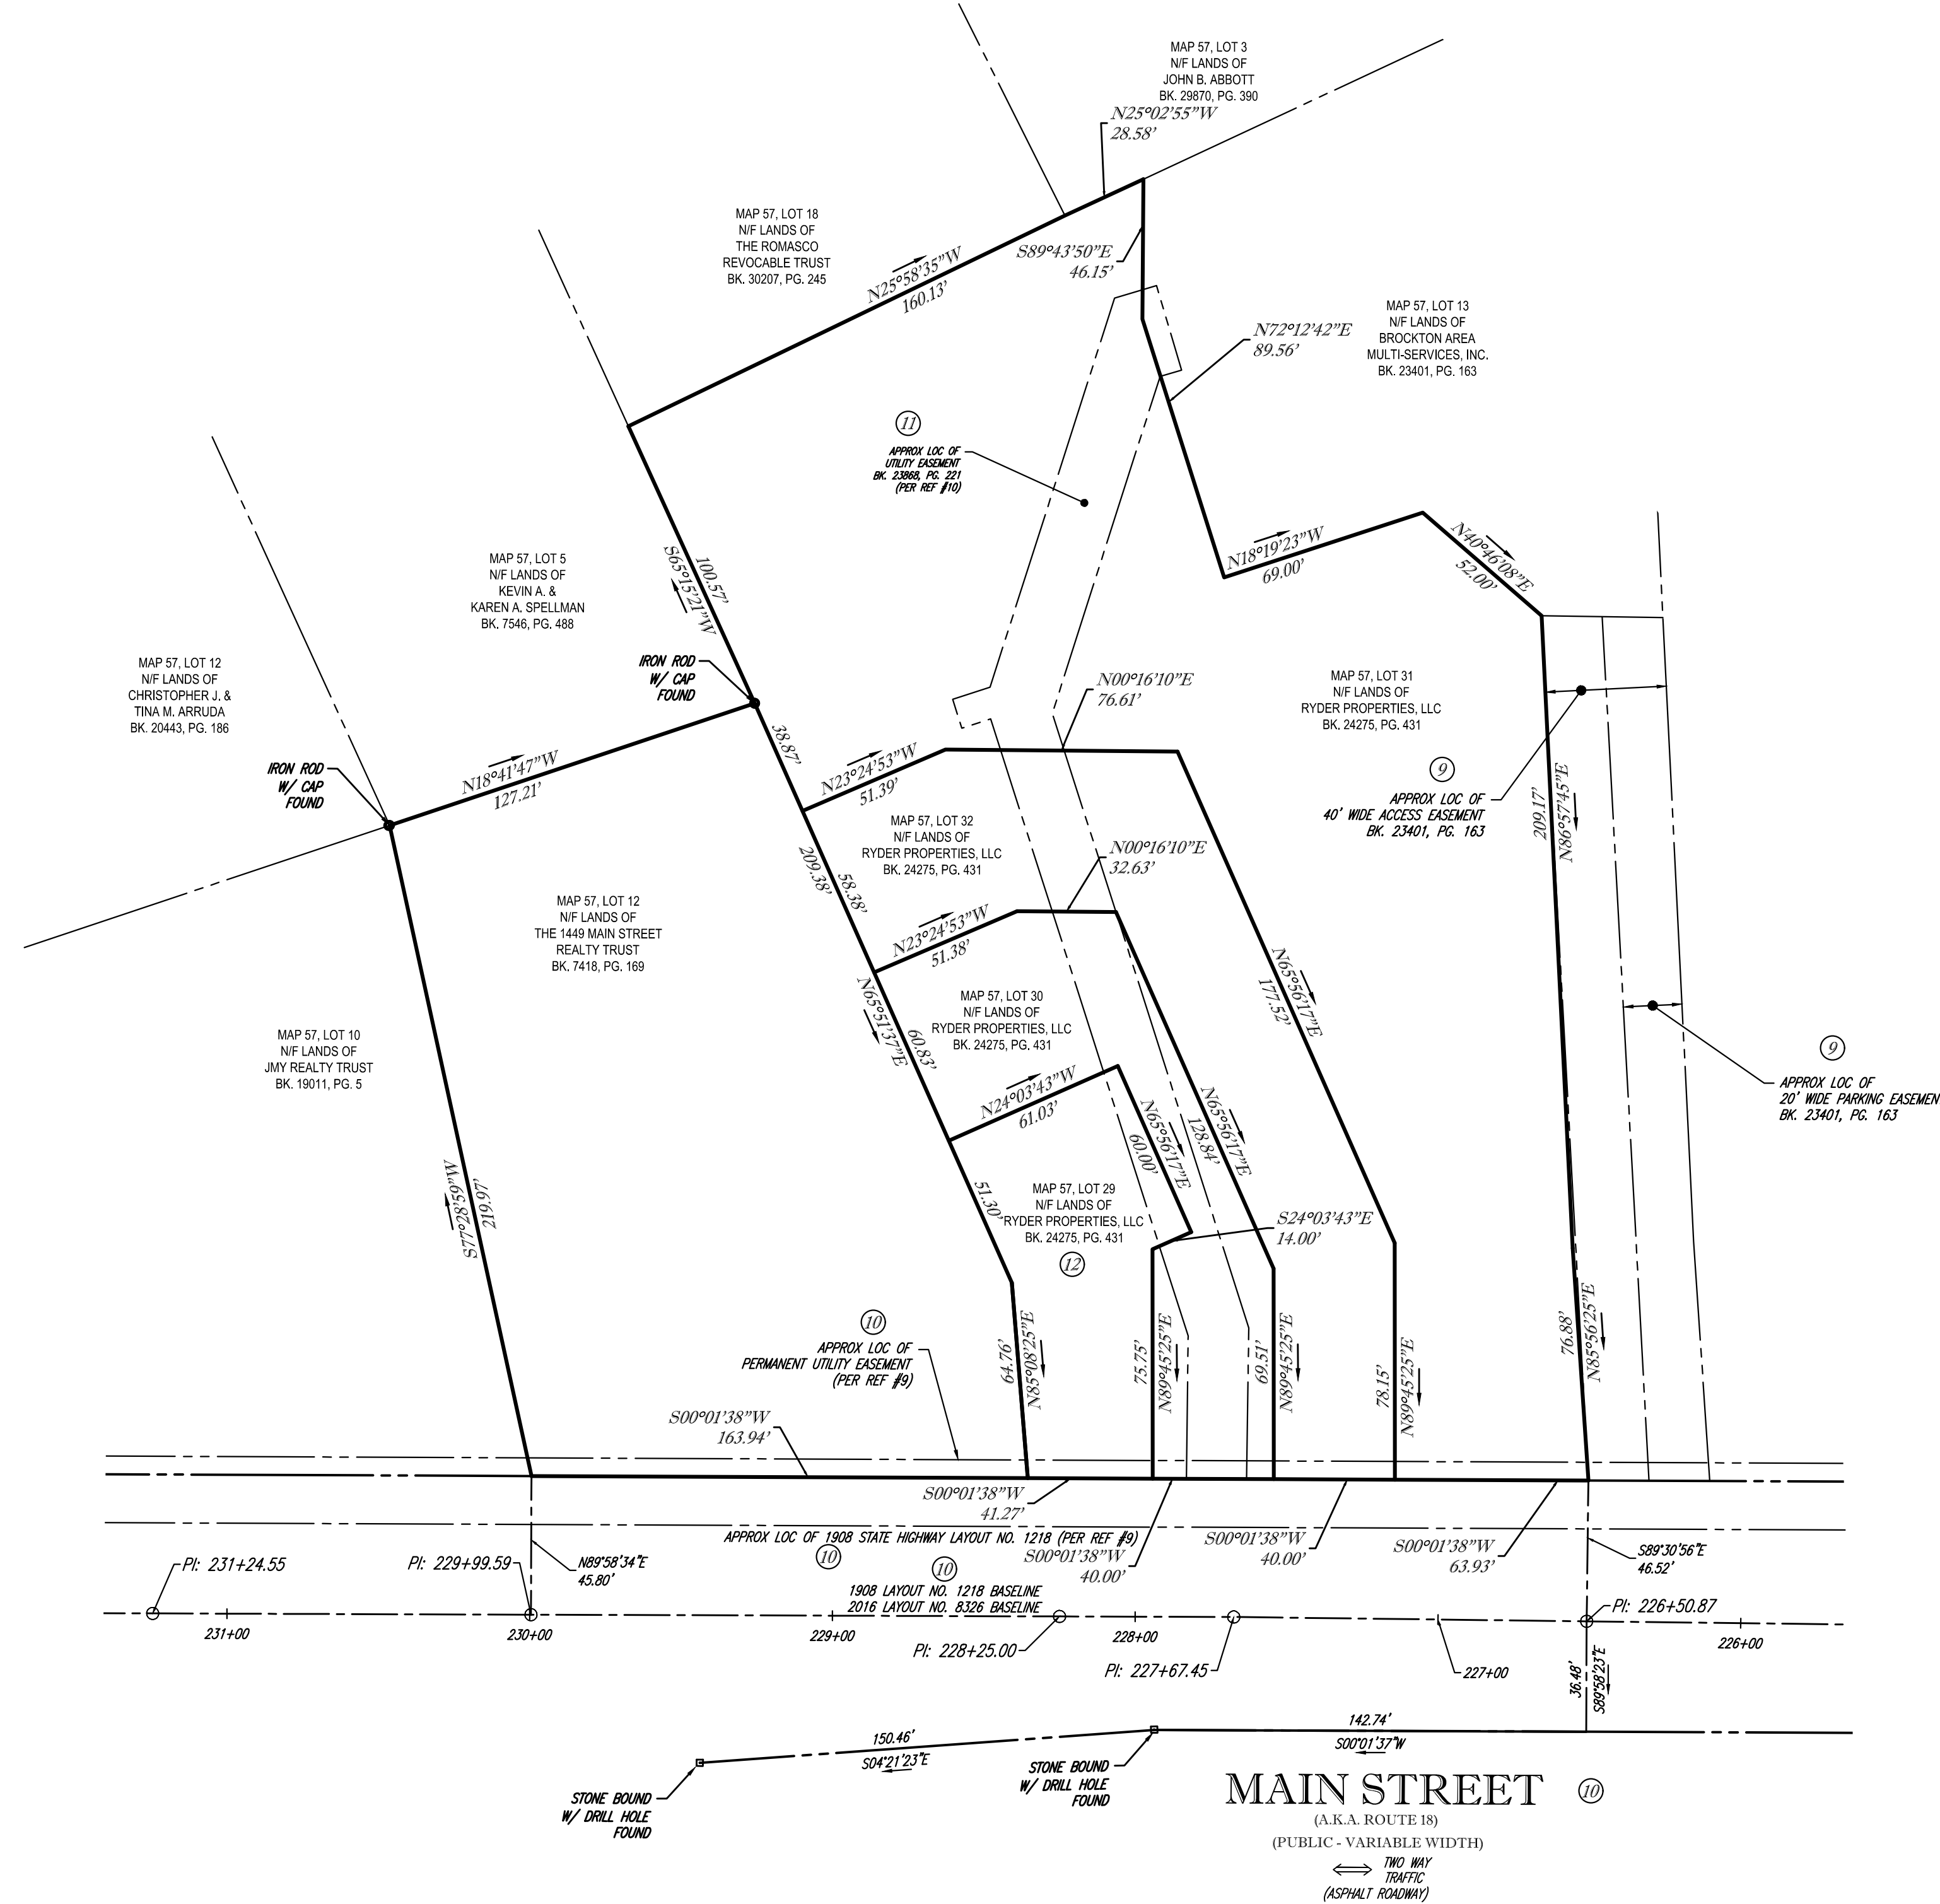 MAP 57, LOT 3
N/F LANDS OF
JOHN B. ABBOTT
BK. 29870, PG. 390
N25°02'55"W
28.58'
MAP 57, LOT 18
N/F LANDS OF
THE ROMASCO
REVOCABLE TRUST
BK. 30207, PG. 245
N25°58'35"W
160.13'
S89°43'50"E
46.15'
MAP 57, LOT 13
N/F LANDS OF
BROCKTON AREA
MULTI-SERVICES, INC.
BK. 23401, PG. 163
N72°12'42"E
89.56'
11
APPROX LOC OF
UTILITY EASEMENT
BK. 23868, PG. 221
(PER REF #10)
N18°19'23"W
69.00'
N40°46'08"E
52.00'
MAP 57, LOT 5
N/F LANDS OF
KEVIN A. &
KAREN A. SPELLMAN
BK. 7546, PG. 488
100.57'
S65°15'21"W
IRON ROD
W/ CAP
FOUND
MAP 57, LOT 12
N/F LANDS OF
CHRISTOPHER J. &
TINA M. ARRUDA
BK. 20443, PG. 186
IRON ROD
W/ CAP
FOUND
N18°41'47"W
127.21'
38.87'
N00°16'10"E
76.61'
MAP 57, LOT 31
N/F LANDS OF
RYDER PROPERTIES, LLC
BK. 24275, PG. 431
9
APPROX LOC OF
40' WIDE ACCESS EASEMENT
BK. 23401, PG. 163
209.17'
N86°57'45"E
N23°24'53"W
51.39'
MAP 57, LOT 32
N/F LANDS OF
RYDER PROPERTIES, LLC
BK. 24275, PG. 431
N00°16'10"E
32.63'
209.38'
58.38'
MAP 57, LOT 12
N/F LANDS OF
THE 1449 MAIN STREET
REALTY TRUST
BK. 7418, PG. 169
N23°24'53"W
51.38'
N65°56'17"E
177.52'
MAP 57, LOT 30
N/F LANDS OF
RYDER PROPERTIES, LLC
BK. 24275, PG. 431
N65°51'37"E
60.83'
MAP 57, LOT 10
N/F LANDS OF
JMY REALTY TRUST
BK. 19011, PG. 5
9
APPROX LOC OF
20' WIDE PARKING EASEMEN
BK. 23401, PG. 163
N24°03'43"W
61.03'
N65°56'17"E
60.00'
N65°56'17"E
128.84'
S77°28'59"W
219.97'
51.30'
MAP 57, LOT 29
N/F LANDS OF
RYDER PROPERTIES, LLC
BK. 24275, PG. 431
12
S24°03'43"E
14.00'
10
APPROX LOC OF
PERMANENT UTILITY EASEMENT
(PER REF #9)
64.76'
N85°08'25"E
75.75'
N89°45'25"E
69.51'
N89°45'25"E
78.15'
N89°45'25"E
76.88'
N85°56'25"E
S00°01'38"W
163.94'
S00°01'38"W
41.27'
APPROX LOC OF 1908 STATE HIGHWAY LAYOUT NO. 1218 (PER REF #9)
10
S00°01'38"W
40.00'
S00°01'38"W
40.00'
S00°01'38"W
63.93'
S89°30'56"E
46.52'
PI: 231+24.55
PI: 229+99.59
N89°58'34"E
45.80'
10
1908 LAYOUT NO. 1218 BASELINE
2016 LAYOUT NO. 8326 BASELINE
PI: 226+50.87
231+00
230+00
229+00
PI: 228+25.00
228+00
PI: 227+67.45
227+00
226+00
36.48'
S89°58'23"E
150.46'
S04°21'23"E
142.74'
S00°01'37"W
STONE BOUND
W/ DRILL HOLE
FOUND
STONE BOUND
W/ DRILL HOLE
FOUND
MAIN STREET
10
(A.K.A. ROUTE 18)
(PUBLIC - VARIABLE WIDTH)
TWO WAY
TRAFFIC
(ASPHALT ROADWAY)